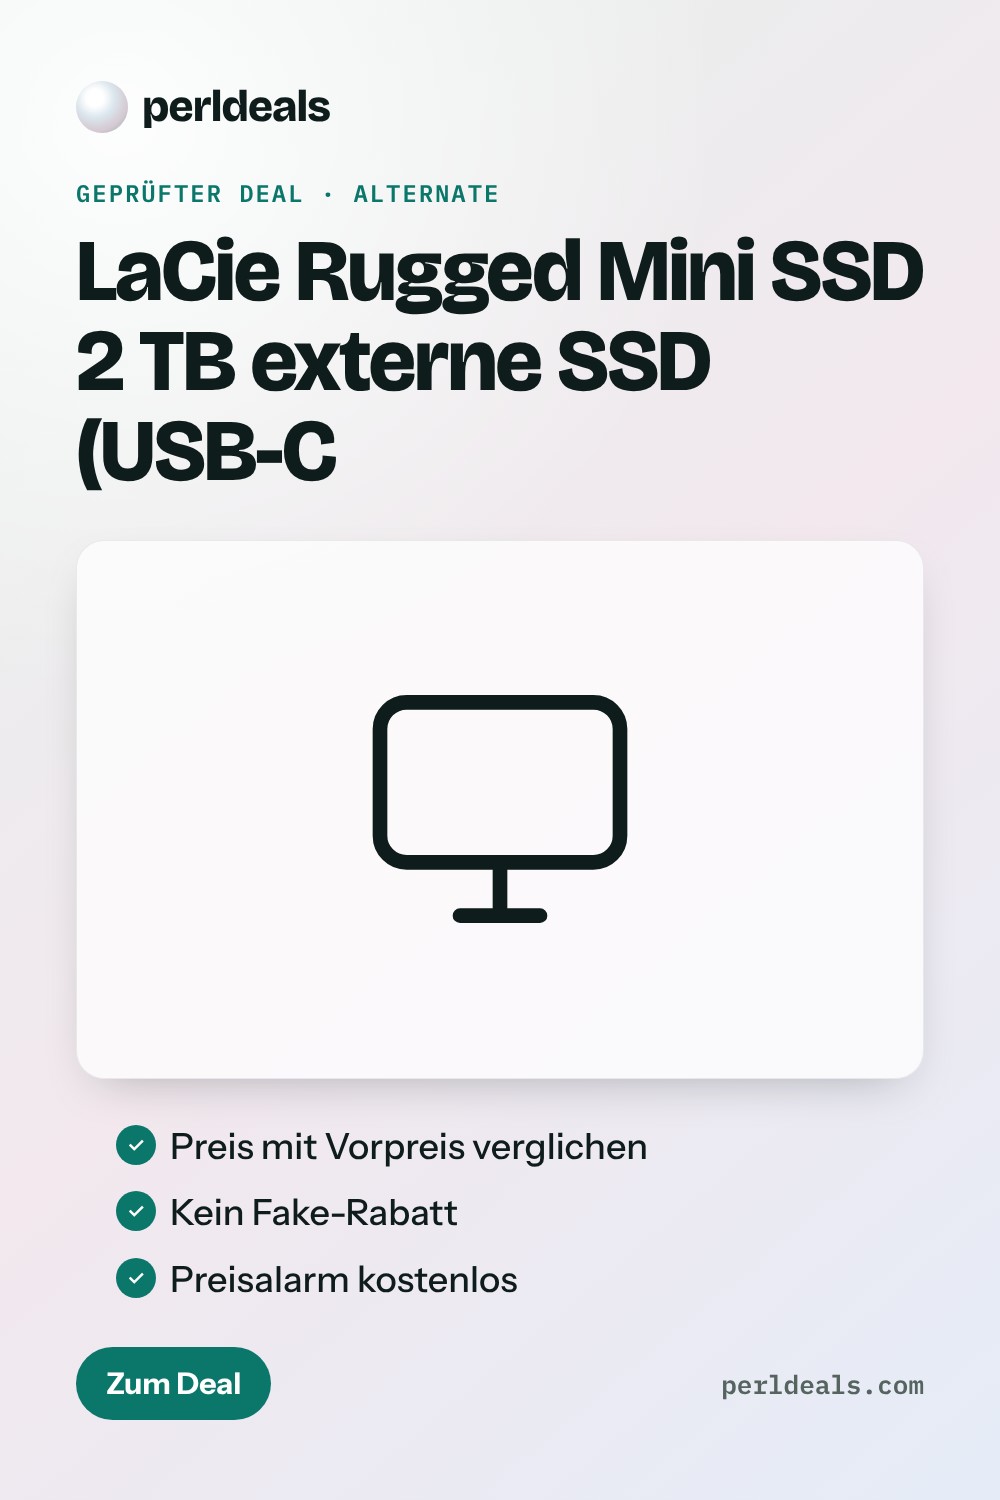 perldeals
GEPRÜFTER DEAL · ALTERNATE
LaCie Rugged Mini SSD
2 TB externe SSD
(USB-C
Preis mit Vorpreis verglichen
Kein Fake-Rabatt
Preisalarm kostenlos
Zum Deal
perldeals.com